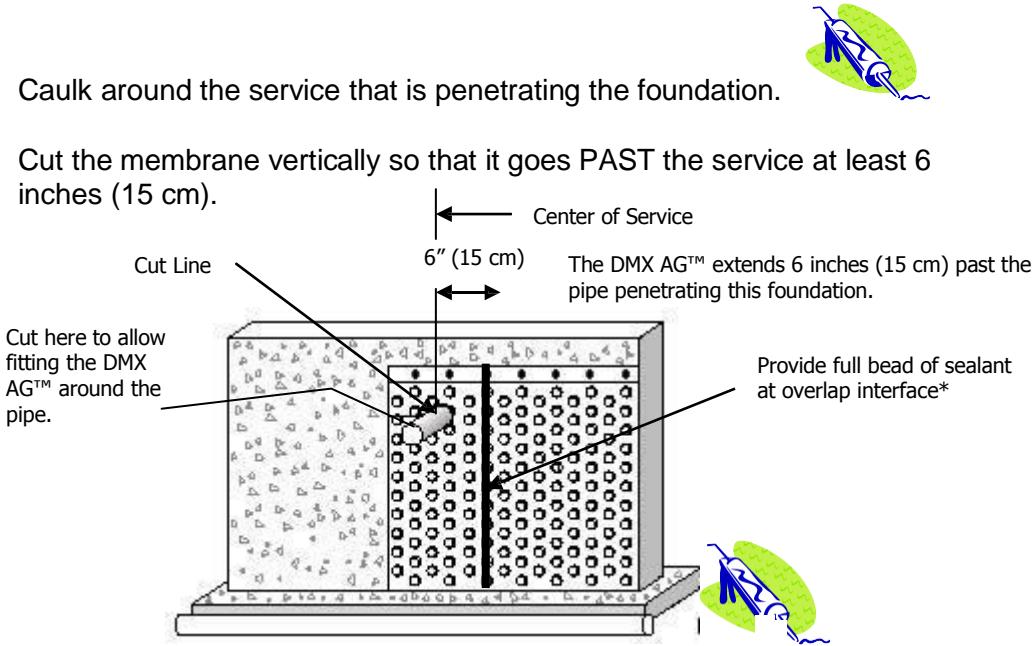 Caulk around the service that is penetrating the foundation.
Cut the membrane vertically so that it goes PAST the service at least 6
inches (15 cm).
Center of Service
6” (15 cm)
Cut Line
The DMX AG™ extends 6 inches (15 cm) past the
pipe penetrating this foundation.
Cut here to allow
fitting the DMX
AG™ around the
pipe.
Provide full bead of sealant
at overlap interface*